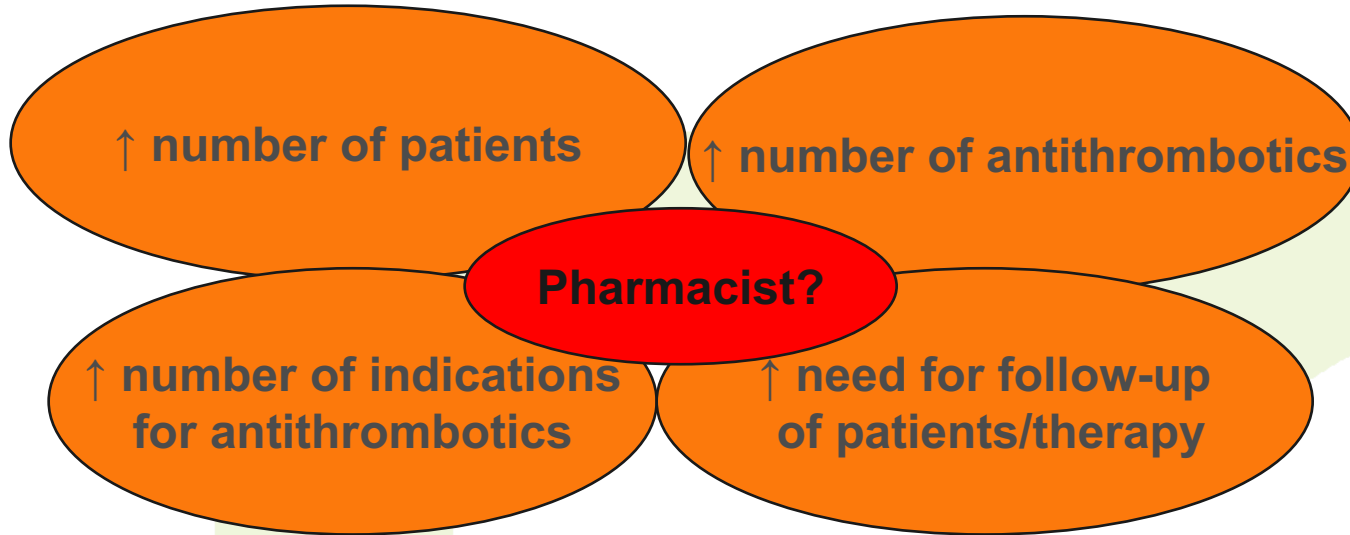 ↑ number of patients
↑ number of antithrombotics
Pharmacist?
↑ number of indications
for antithrombotics
↑ need for follow-up
of patients/therapy